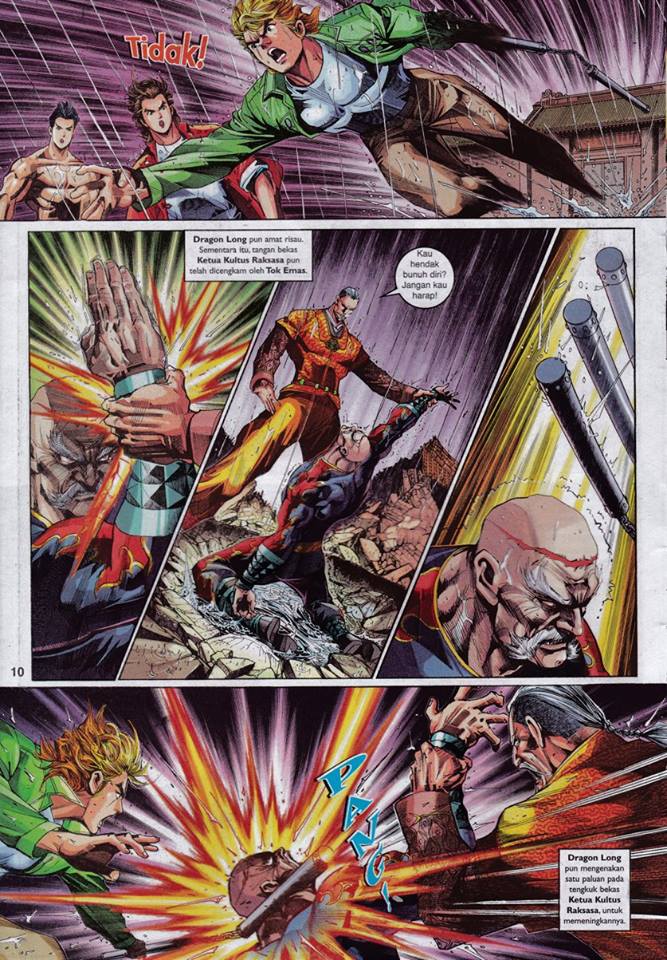 Tidak!
Dragon Long pun amat risau.
Sementara itu, tangan bekas
Ketua Kultus Raksasa pun
telah dicengkam oleh Tok Emas.
Kau
hendak
bunuh diri?
Jangan kau
harap!
10
PANG!
Dragon Long
pun mengenakan
satu paluan pada
tengkuk bekas
Ketua Kultus
Raksasa, untuk
memeningkannya.